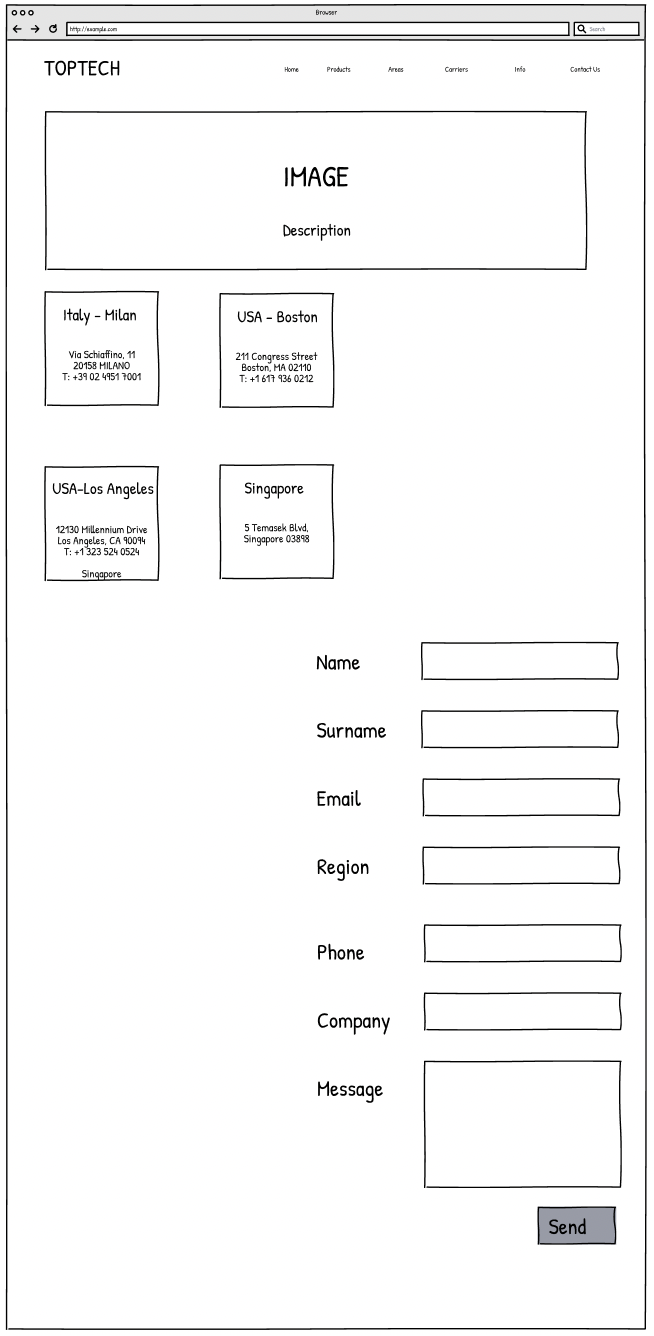 Browser
http://example.com
Search
TOPTECH
Home
Products
Areas
Carriers
Info
Contact Us
IMAGE
Description
Italy - Milan
Via Schiaffino, 11
20158 MILANO
T: +39 02 4951 7001
USA - Boston
211 Congress Street
Boston, MA 02110
T: +1 617 936 0212
USA-Los Angeles
12130 Millennium Drive
Los Angeles, CA 90094
T: +1 323 524 0524
Singapore
Singapore
5 Temasek Blvd,
Singapore 03898
Name
Surname
Email
Region
Phone
Company
Message
Send